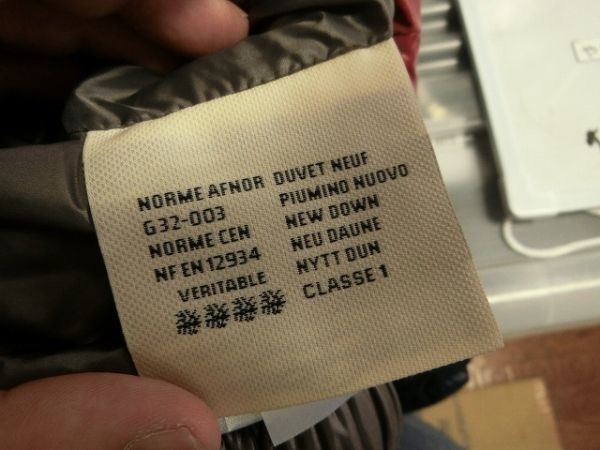 NORME AFNOR
G32-003
NORME CEN
NF EN 12934
VERITABLE
DUVET NEUF
PIUMINO NUOVO
NEW DOWN
NEU DAUNE
NYTT DUN
CLASSE 1